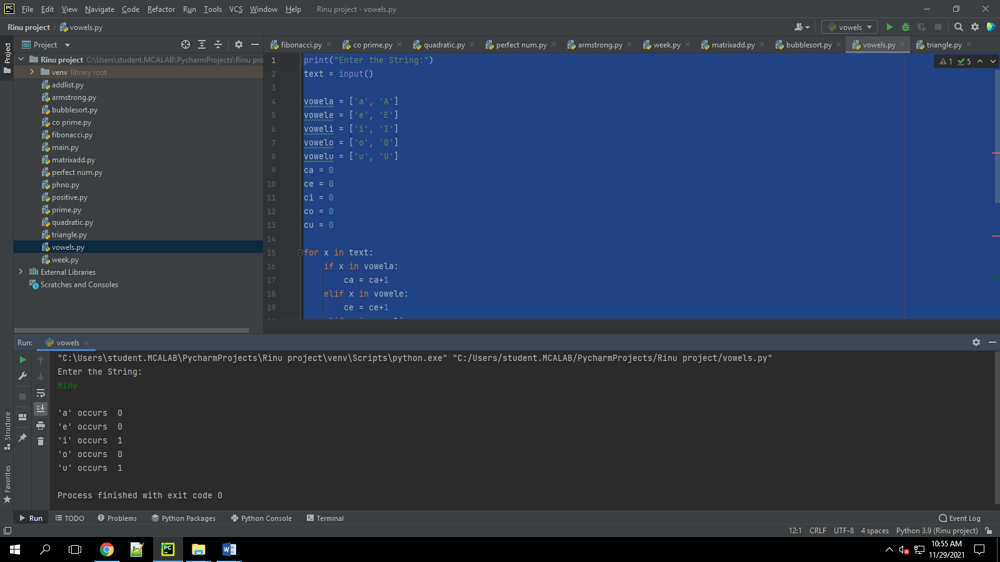 PC File Edit View Navigate Code Refactor Run Tools VCS Window Help Rinu project - vowels.py
Rinu project vowels.py vowels
Project
Project
fibonacci.py co prime.py quadratic.py perfect num.py armstrong.py week.py matrixadd.py bubblesort.py vowels.py triangle.py
Rinu project C:\Users\student.MCALAB\PycharmProjects\Rinu pro
venv library root
addlist.py
armstrong.py
bubblesort.py
co prime.py
fibonacci.py
main.py
matrixadd.py
perfect num.py
phno.py
positive.py
prime.py
quadratic.py
triangle.py
vowels.py
week.py
External Libraries
Scratches and Consoles
1 print("Enter the String:")
2 text = input()
3
4 vowela = ['a', 'A']
5 vowele = ['e', 'E']
6 voweli = ['i', 'I']
7 vowelo = ['o', 'O']
8 vowelu = ['u', 'U']
9 ca = 0
10 ce = 0
11 ci = 0
12 co = 0
13 cu = 0
14
15 for x in text:
16 if x in vowela:
17 ca = ca+1
18 elif x in vowele:
19 ce = ce+1
1 5
Run: vowels
"C:\Users\student.MCALAB\PycharmProjects\Rinu project\venv\Scripts\python.exe" "C:/Users/student.MCALAB/PycharmProjects/Rinu project/vowels.py"
Enter the String:
Rinu
'a' occurs 0
'e' occurs 0
'i' occurs 1
'o' occurs 0
'u' occurs 1
Process finished with exit code 0
Structure
Favorites
Run TODO Problems Python Packages Python Console Terminal Event Log
12:1 CRLF UTF-8 4 spaces Python 3.9 (Rinu project)
PC
10:55 AM
11/29/2021